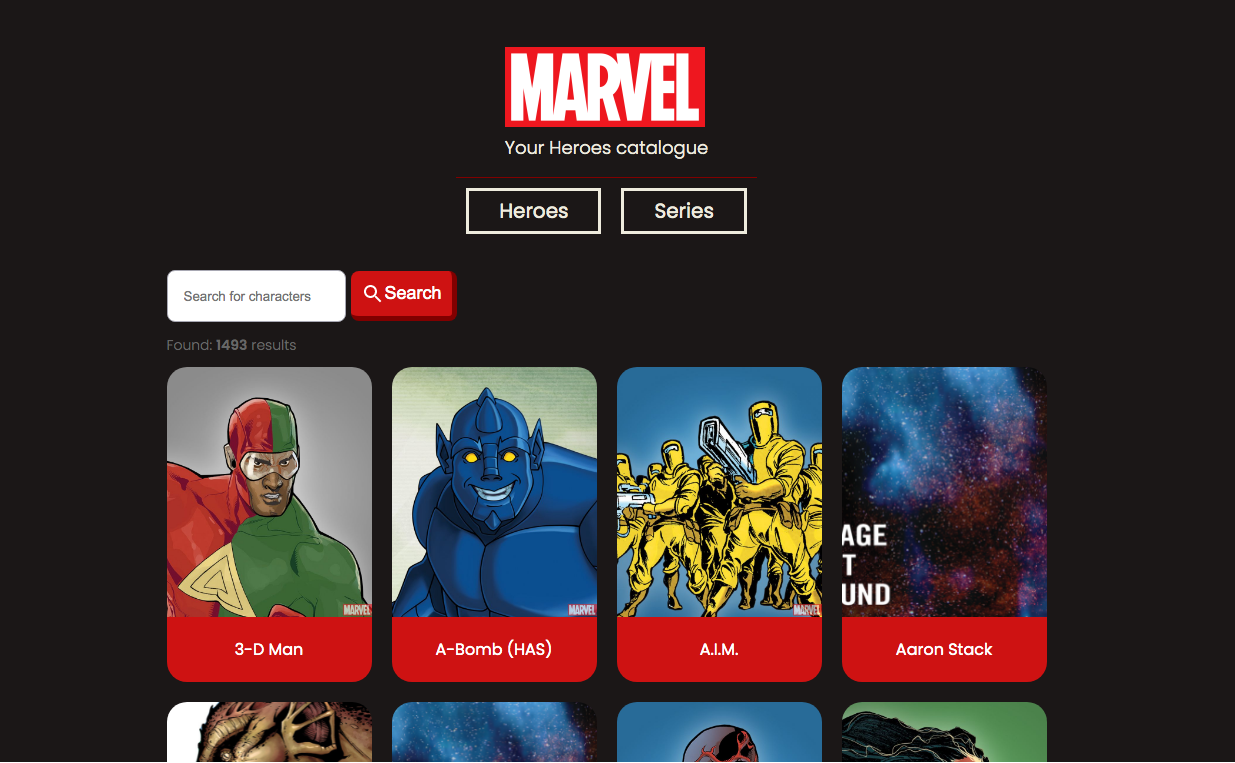 MARVEL
Your Heroes catalogue
Heroes
Series
Search for characters
Search
Found: 1493 results
MARVEL
MARVEL
MARVEL
AGE
T
UND
3-D Man
A-Bomb (HAS)
A.I.M.
Aaron Stack